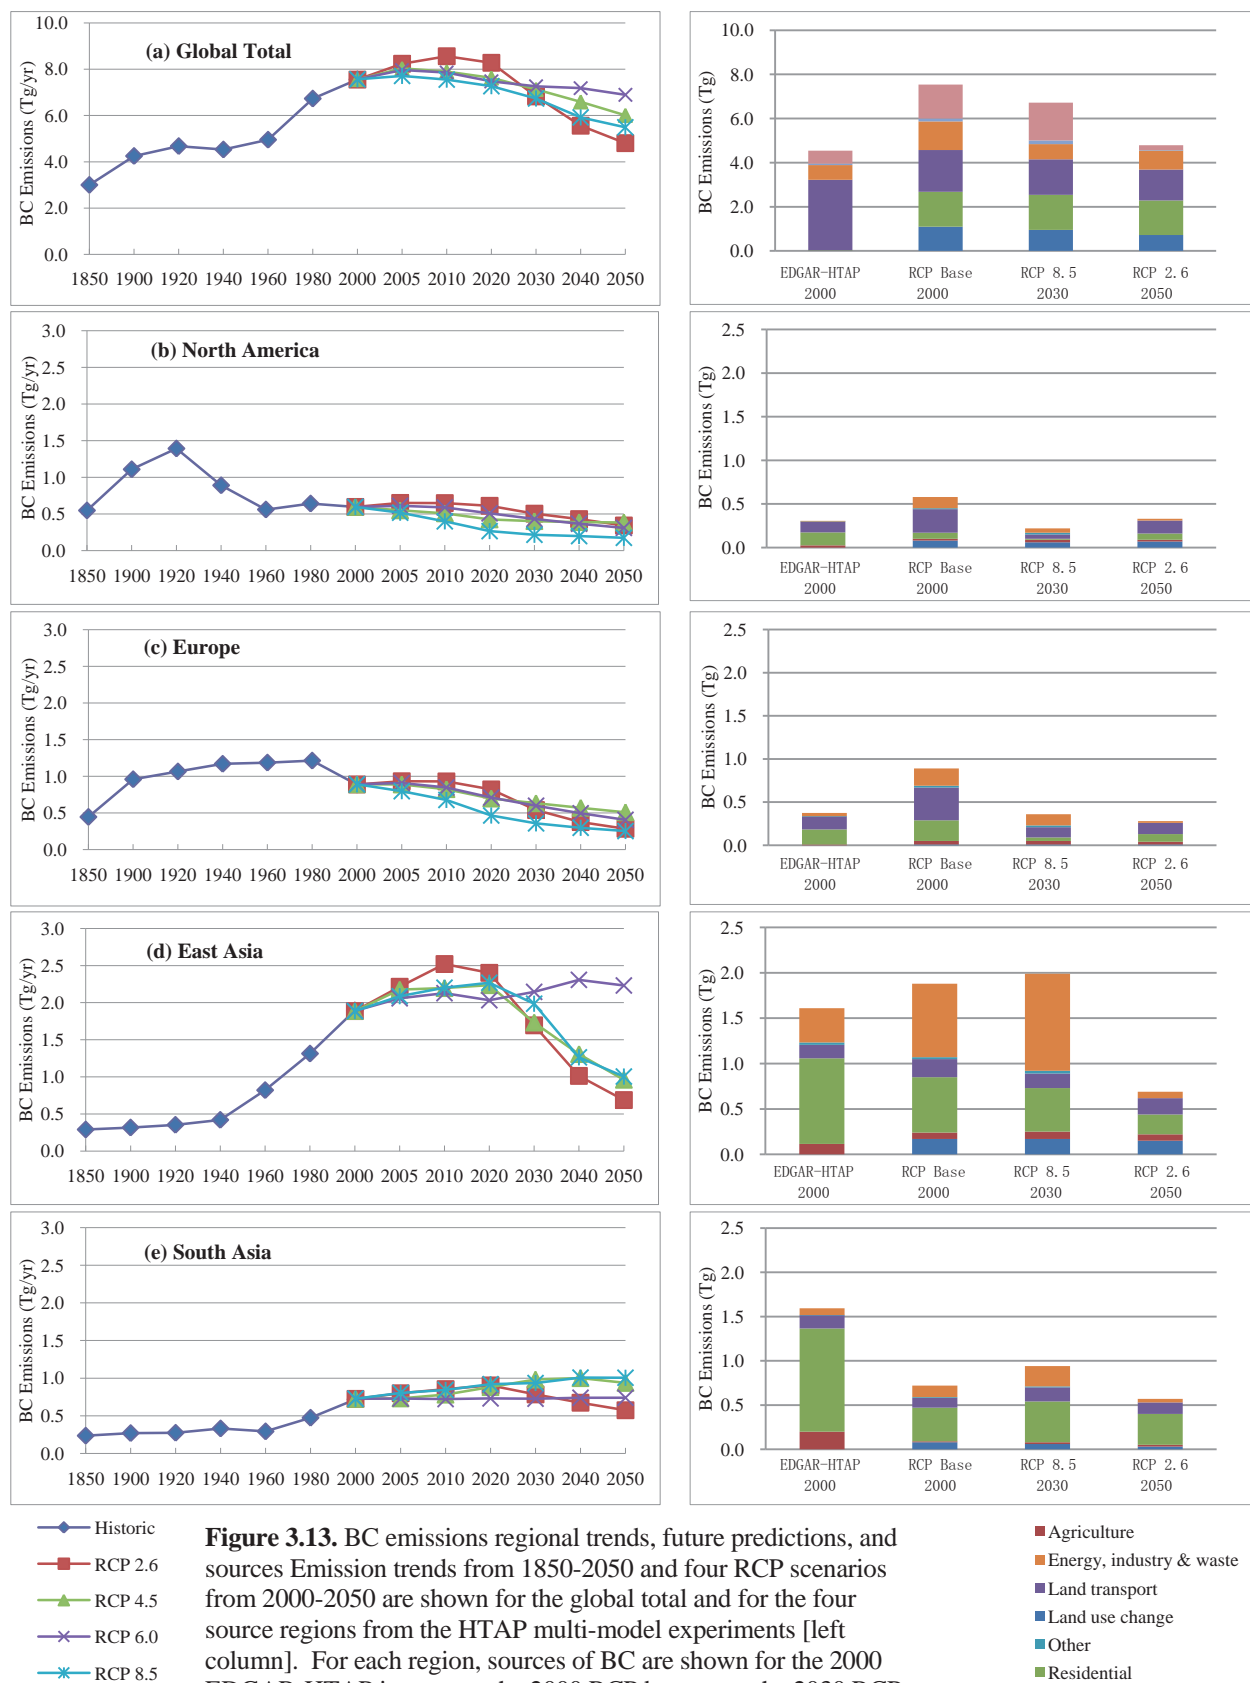 10.0
8.0
6.0
4.0
2.0
0.0
BC Emissions (Tg/yr)
(a) Global Total
1850 1900 1920 1940 1960 1980 2000 2005 2010 2020 2030 2040 2050
10.0
8.0
6.0
4.0
2.0
0.0
BC Emissions (Tg)
EDGAR-HTAP 2000
RCP Base 2000
RCP 8.5 2030
RCP 2.6 2050
3.0
2.5
2.0
1.5
1.0
0.5
0.0
BC Emissions (Tg/yr)
(b) North America
1850 1900 1920 1940 1960 1980 2000 2005 2010 2020 2030 2040 2050
2.5
2.0
1.5
1.0
0.5
0.0
BC Emissions (Tg)
EDGAR-HTAP 2000
RCP Base 2000
RCP 8.5 2030
RCP 2.6 2050
3.0
2.5
2.0
1.5
1.0
0.5
0.0
BC Emissions (Tg/yr)
(c) Europe
1850 1900 1920 1940 1960 1980 2000 2005 2010 2020 2030 2040 2050
2.5
2.0
1.5
1.0
0.5
0.0
BC Emissions (Tg)
EDGAR-HTAP 2000
RCP Base 2000
RCP 8.5 2030
RCP 2.6 2050
3.0
2.5
2.0
1.5
1.0
0.5
0.0
BC Emissions (Tg/yr)
(d) East Asia
1850 1900 1920 1940 1960 1980 2000 2005 2010 2020 2030 2040 2050
2.5
2.0
1.5
1.0
0.5
0.0
BC Emissions (Tg)
EDGAR-HTAP 2000
RCP Base 2000
RCP 8.5 2030
RCP 2.6 2050
3.0
2.5
2.0
1.5
1.0
0.5
0.0
BC Emissions (Tg/yr)
(e) South Asia
1850 1900 1920 1940 1960 1980 2000 2005 2010 2020 2030 2040 2050
2.5
2.0
1.5
1.0
0.5
0.0
BC Emissions (Tg)
EDGAR-HTAP 2000
RCP Base 2000
RCP 8.5 2030
RCP 2.6 2050
Historic
RCP 2.6
RCP 4.5
RCP 6.0
RCP 8.5
Figure 3.13. BC emissions regional trends, future predictions, and
sources Emission trends from 1850-2050 and four RCP scenarios
from 2000-2050 are shown for the global total and for the four
source regions from the HTAP multi-model experiments [left
column]. For each region, sources of BC are shown for the 2000
Agriculture
Energy, industry & waste
Land transport
Land use change
Other
Residential